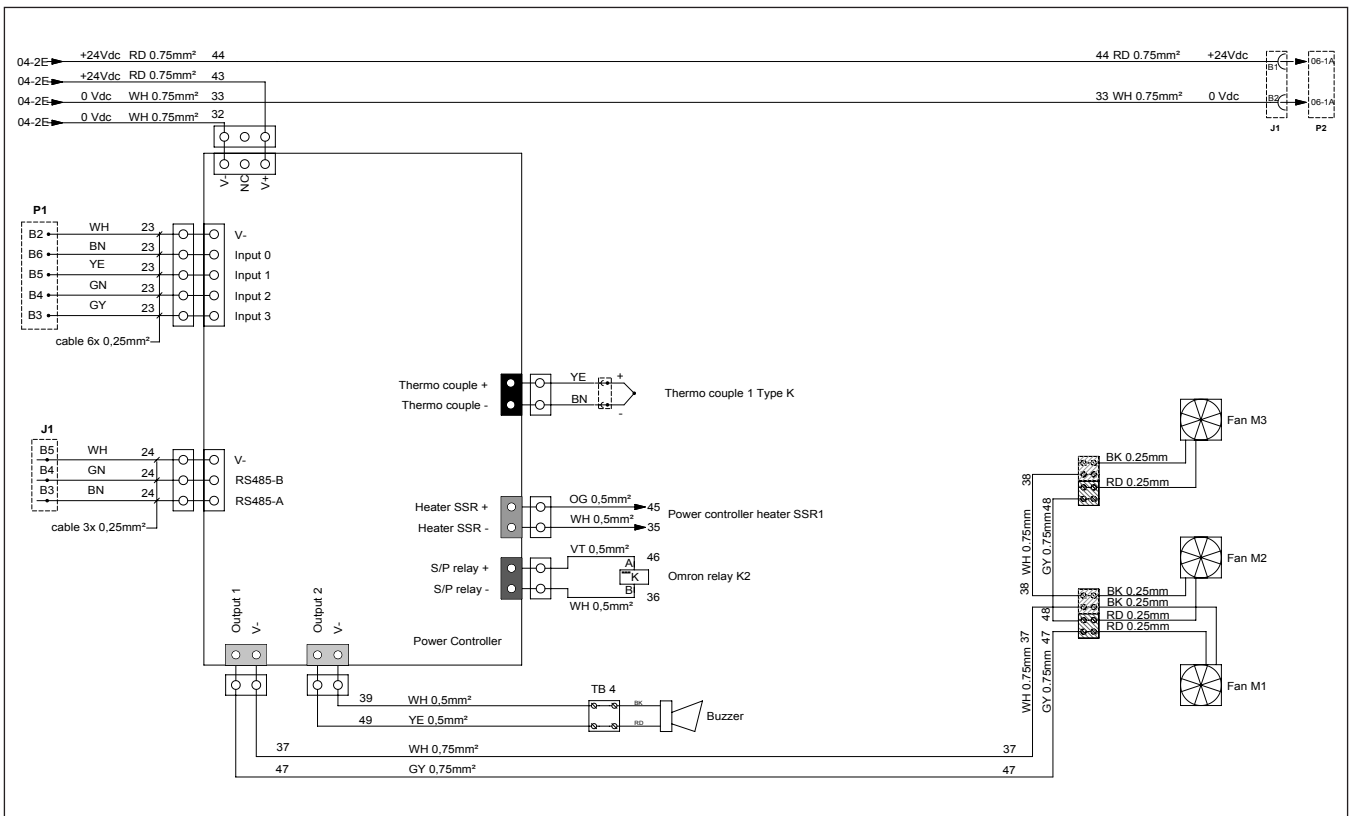 04-2E +24Vdc RD 0.75mm² 44 44 RD 0.75mm² +24Vdc B1 06-1A
04-2E +24Vdc RD 0.75mm² 43
04-2E 0 Vdc WH 0.75mm² 33 33 WH 0.75mm² 0 Vdc B2 06-1A
04-2E 0 Vdc WH 0.75mm² 32
J1 P2
V- NC V+
P1
B2 WH 23 V-
B6 BN 23 Input 0
B5 YE 23 Input 1
B4 GN 23 Input 2
B3 GY 23 Input 3
cable 6x 0,25mm²
Thermo couple + YE +
Thermo couple 1 Type K
Thermo couple - BN -
J1
B5 WH 24 V-
B4 GN 24 RS485-B
B3 BN 24 RS485-A
cable 3x 0,25mm²
Heater SSR + OG 0,5mm² 45
Power controller heater SSR1
Heater SSR - WH 0,5mm² 35
S/P relay + VT 0,5mm² 46
A
K
Omron relay K2
B
S/P relay - WH 0,5mm² 36
Output 1 V- Output 2 V-
Power Controller
Fan M3
BK 0.25mm
RD 0.25mm
38 48
WH 0.75mm² GY 0.75mm²
38 48
Fan M2
BK 0.25mm
BK 0.25mm
RD 0.25mm
RD 0.25mm
37 47
WH 0.75mm² GY 0.75mm²
Fan M1
TB 4
39 WH 0,5mm² BK
49 YE 0,5mm² RD
Buzzer
37 WH 0,75mm² 37
47 GY 0,75mm² 47